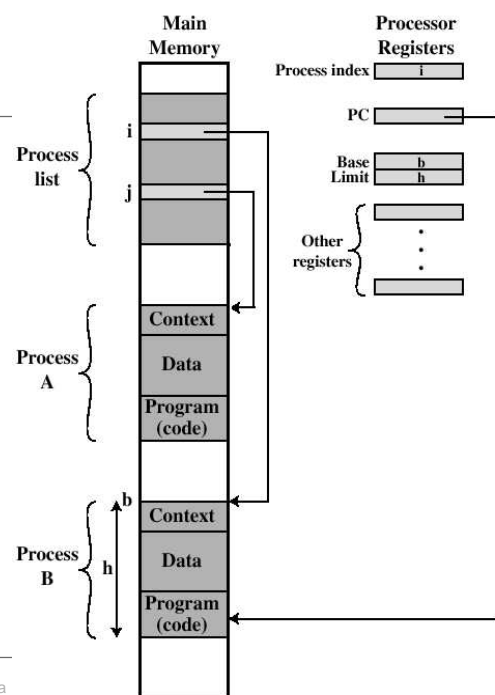 Main
Memory
Processor
Registers
Process index
i
PC
Base
b
Limit
h
Other
registers
Process
list
i
j
Process
A
Context
Data
Program
(code)
b
Process
B
h
Context
Data
Program
(code)
a